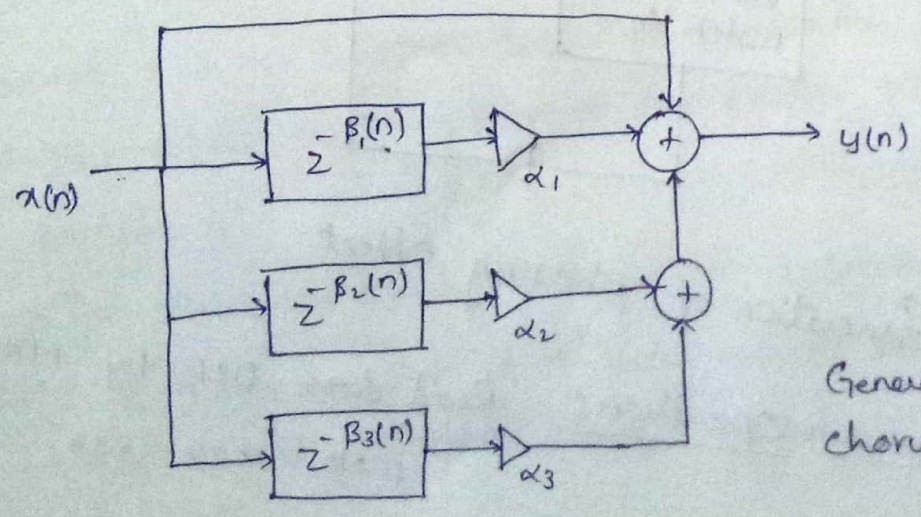 x(n)
z^-β₁(n)
α₁
+
y(n)
z^-β₂(n)
α₂
+
z^-β₃(n)
α₃